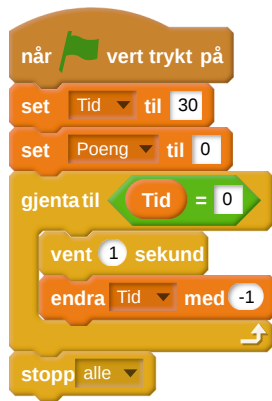 når vert trykt på
set Tid til 30
set Poeng til 0
gjenta til Tid = 0
vent 1 sekund
endra Tid med -1
stopp alle